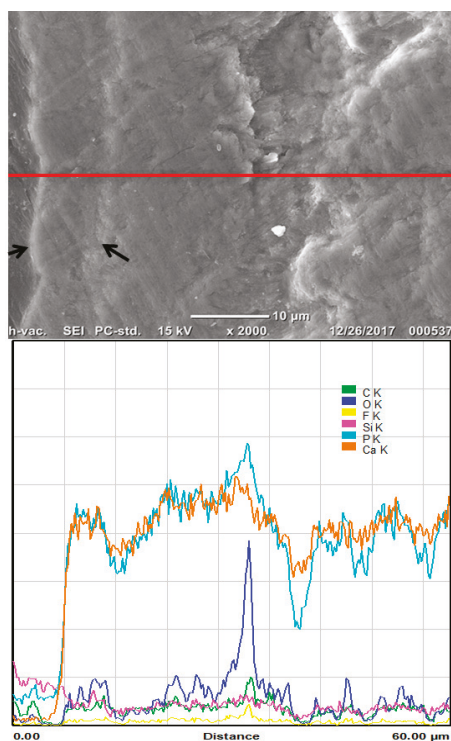 10 µm
h-vac. SEI PC-std. 15 kV x 2000 12/26/2017 000537
C K
O K
F K
Si K
P K
Ca K
0.00 Distance 60.00 µm